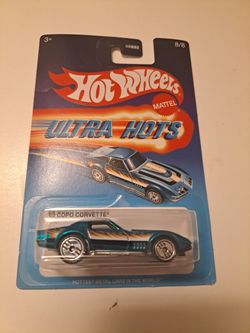 3+
8/8
Hot Wheels
MATTEL
ULTRA HOTS
'69 COPO CORVETTE
HOTTEST METAL CARS IN THE WORLD!